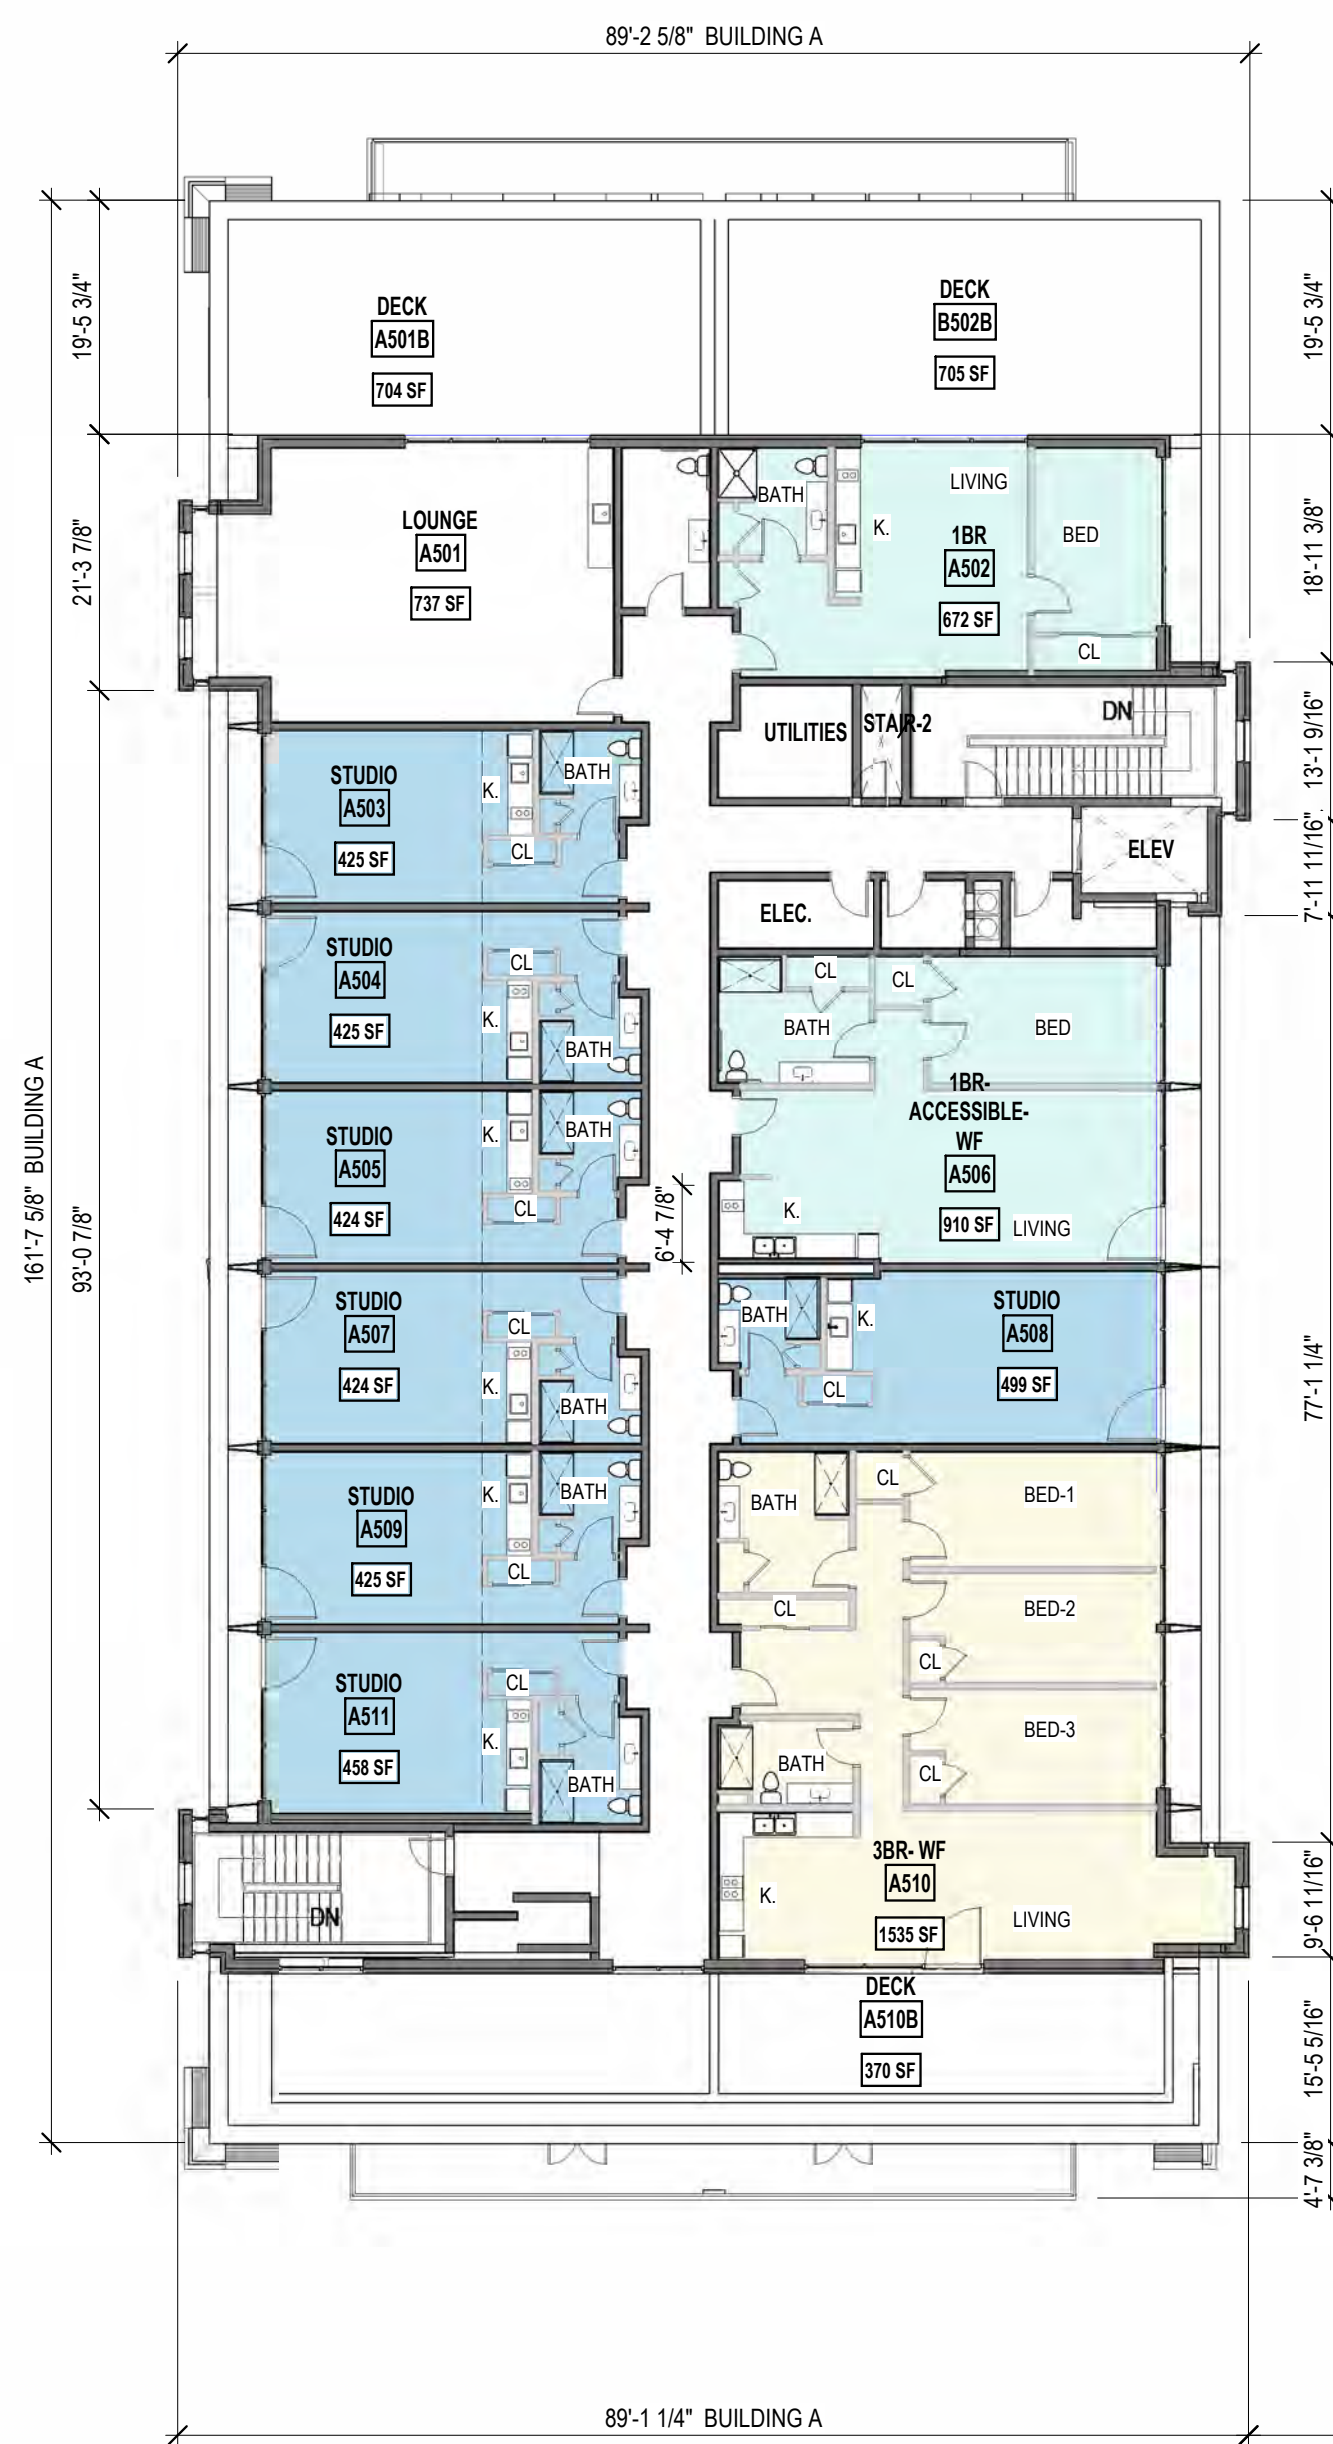 89'-2 5/8" BUILDING A
19'-5 3/4"
19'-5 3/4"
DECK
A501B
704 SF
DECK
B502B
705 SF
21'-3 7/8"
18'-11 3/8"
LOUNGE
A501
737 SF
BATH
K.
LIVING
1BR
A502
672 SF
BED
CL
UTILITIES
STAIR-2
DN
13'-1 9/16"
7'-11 11/16"
ELEV
ELEC.
STUDIO
A503
425 SF
K.
BATH
CL
STUDIO
A504
425 SF
CL
K.
BATH
CL
CL
BATH
BED
1BR-
ACCESSIBLE-
WF
A506
910 SF
K.
LIVING
STUDIO
A505
424 SF
K.
BATH
CL
6'-4 7/8"
161'-7 5/8" BUILDING A
93'-0 7/8"
77'-1 1/4"
STUDIO
A507
424 SF
CL
K.
BATH
BATH
K.
CL
STUDIO
A508
499 SF
STUDIO
A509
425 SF
K.
BATH
CL
BATH
CL
BED-1
CL
BED-2
CL
BED-3
CL
BATH
STUDIO
A511
458 SF
CL
K.
BATH
3BR- WF
A510
1535 SF
K.
LIVING
DN
9'-6 11/16"
DECK
A510B
370 SF
15'-5 5/16"
4'-7 3/8"
89'-1 1/4" BUILDING A